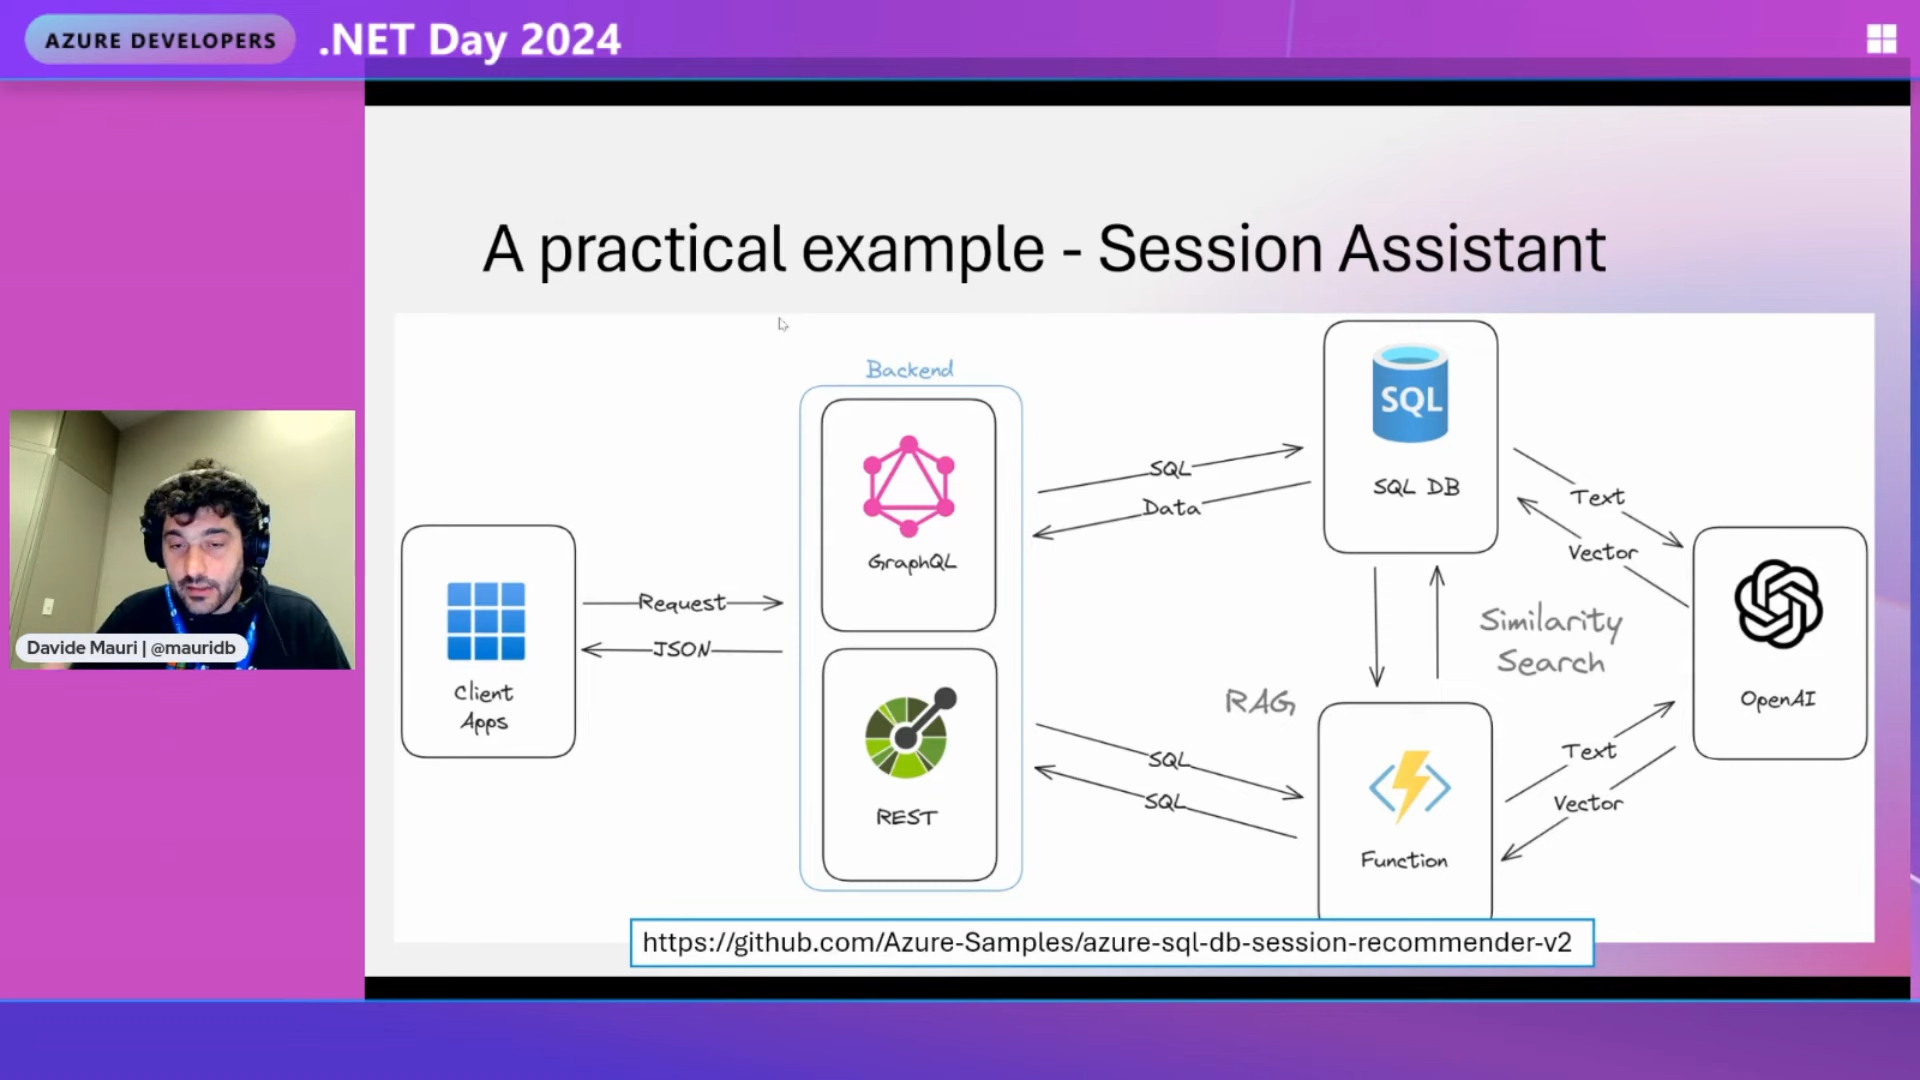 AZURE DEVELOPERS
.NET Day 2024
A practical example - Session Assistant
Backend
SQL
SQL DB
SQL
Data
Text
Vector
GraphQL
Client
Apps
Request
JSON
Similarity
Search
OpenAI
RAG
REST
SQL
SQL
Function
Text
Vector
Davide Mauri | @mauridb
https://github.com/Azure-Samples/azure-sql-db-session-recommender-v2